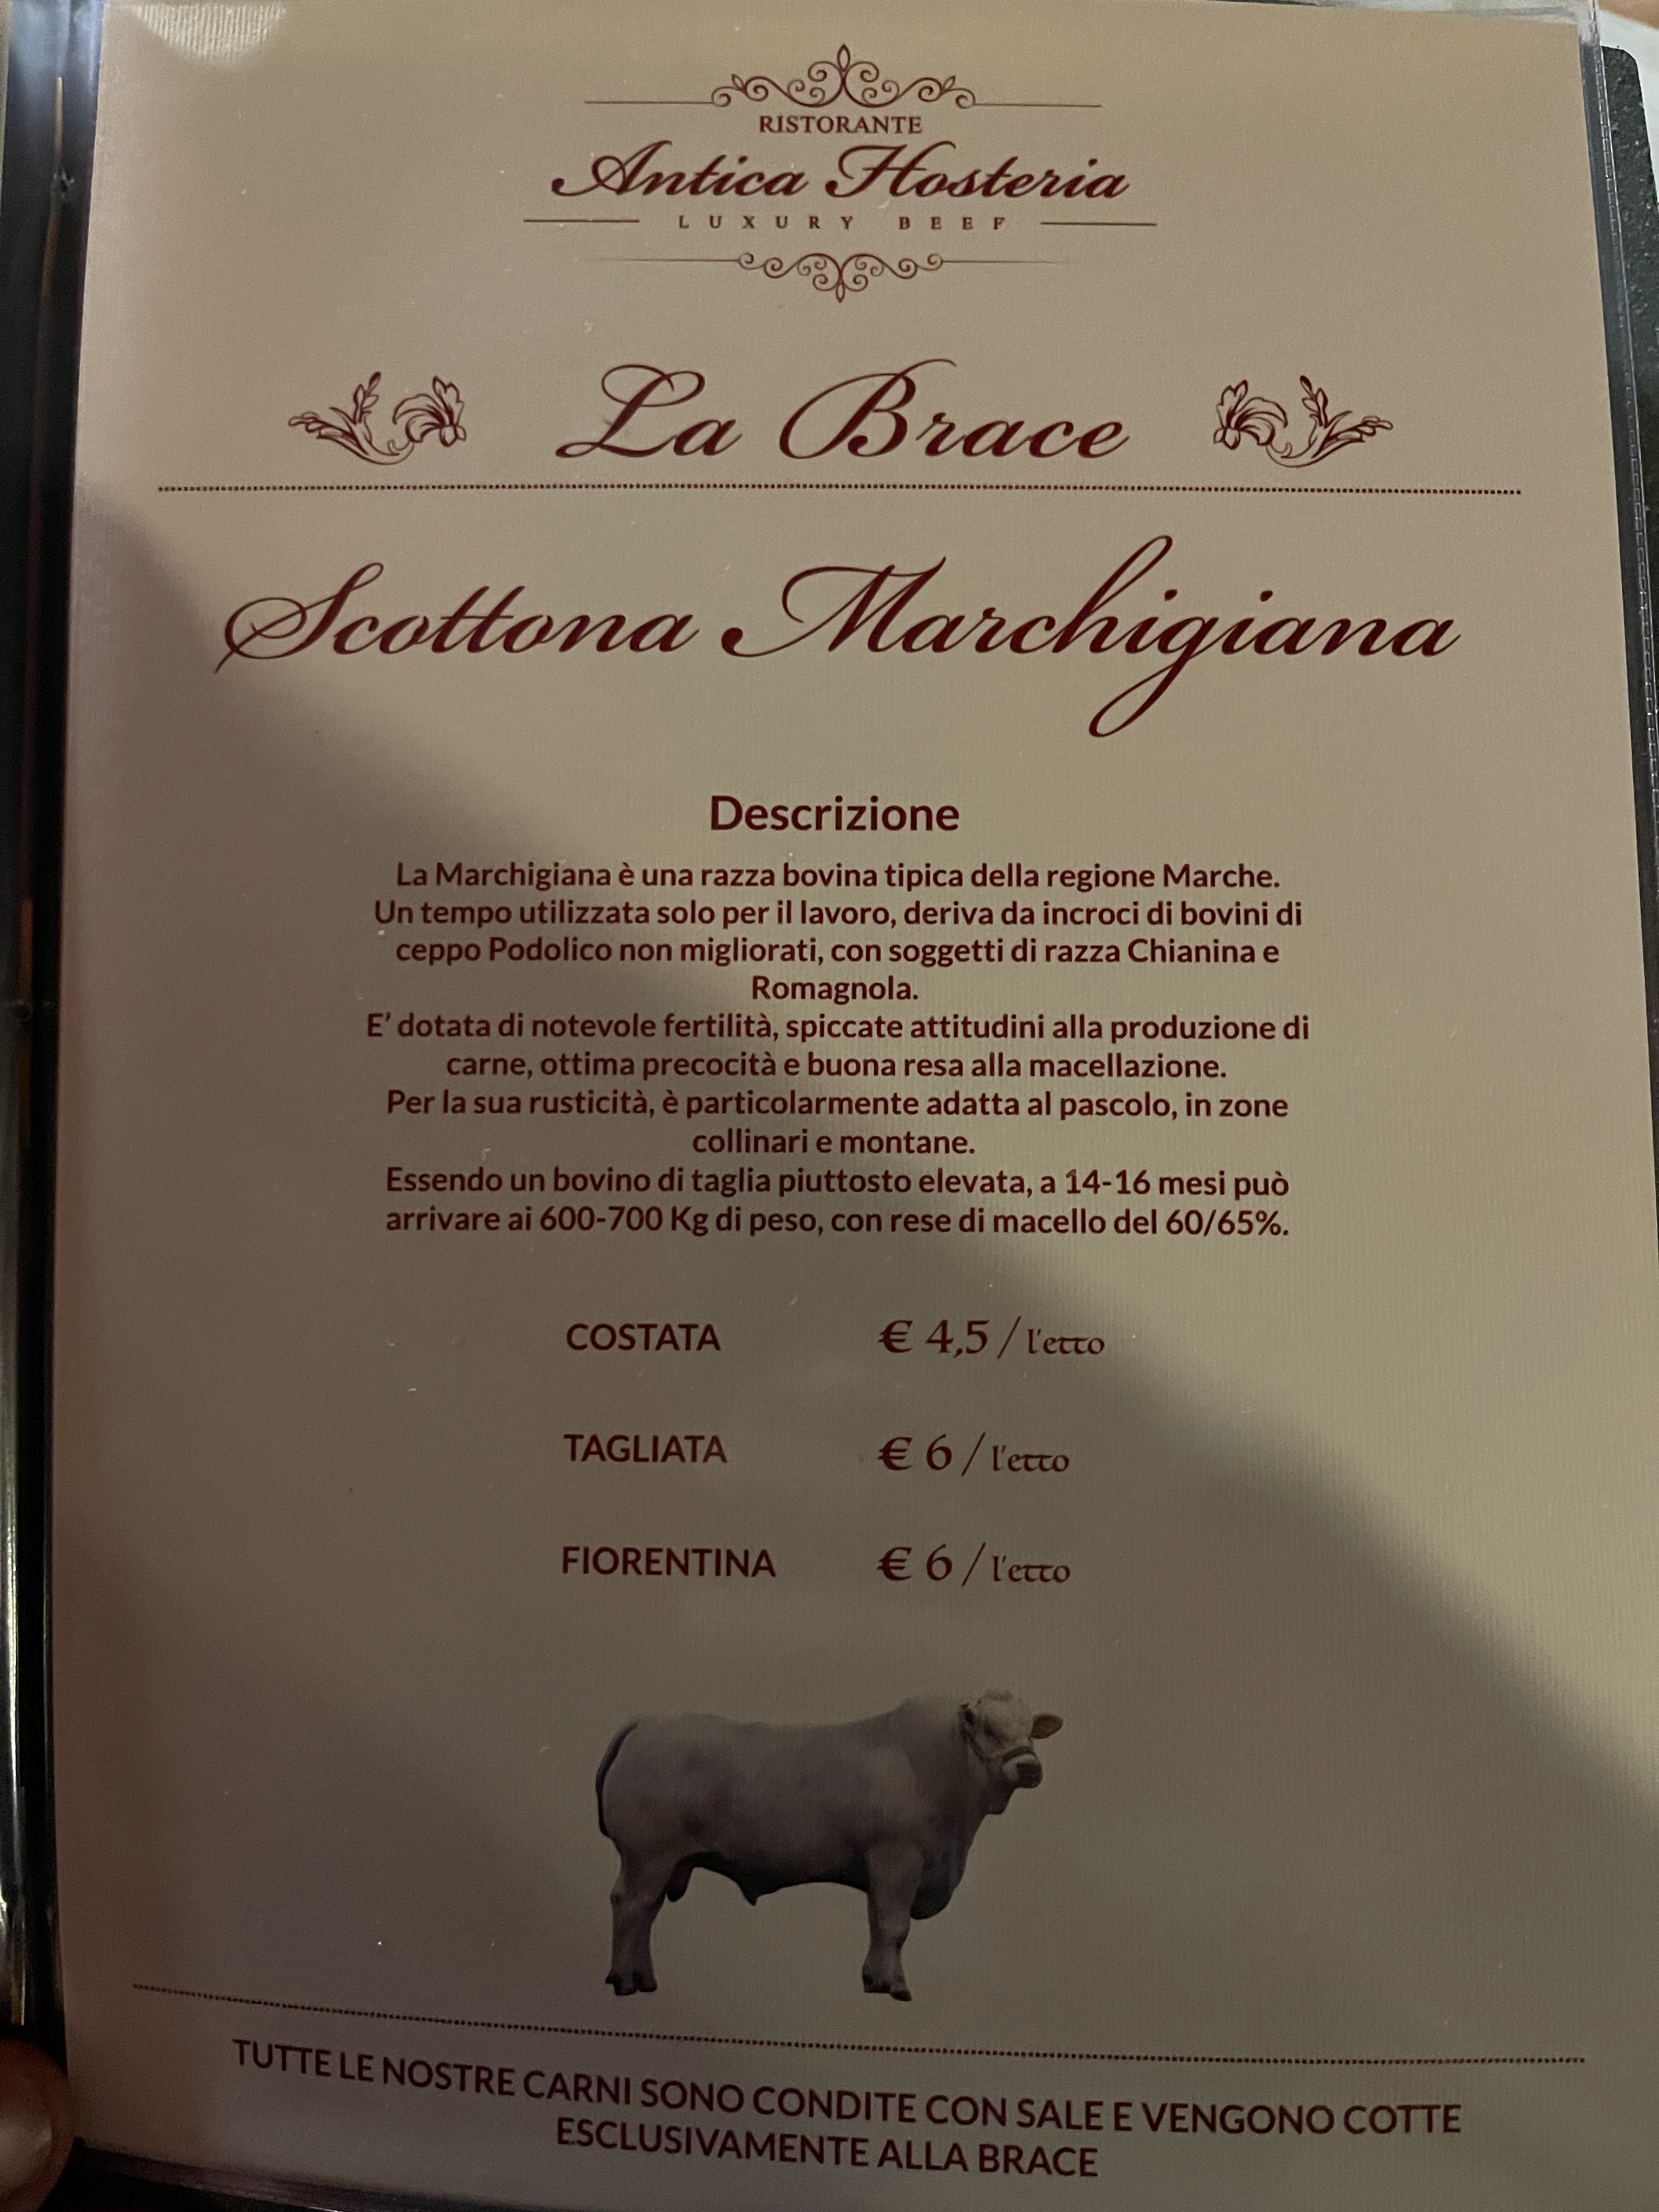 RISTORANTE
Antica Hosteria
LUXURY BEEF
La Brace
Scottona Marchigiana
Descrizione
La Marchigiana è una razza bovina tipica della regione Marche.
Un tempo utilizzata solo per il lavoro, deriva da incroci di bovini di
ceppo Podolico non migliorati, con soggetti di razza Chianina e
Romagnola.
E' dotata di notevole fertilità, spiccate attitudini alla produzione di
carne, ottima precocità e buona resa alla macellazione.
Per la sua rusticità, è particolarmente adatta al pascolo, in zone
collinari e montane.
Essendo un bovino di taglia piuttosto elevata, a 14-16 mesi può
arrivare ai 600-700 Kg di peso, con rese di macello del 60/65%.
COSTATA € 4,5 / l'etto
TAGLIATA € 6 / l'etto
FIORENTINA € 6 / l'etto
TUTTE LE NOSTRE CARNI SONO CONDITE CON SALE E VENGONO COTTE
ESCLUSIVAMENTE ALLA BRACE